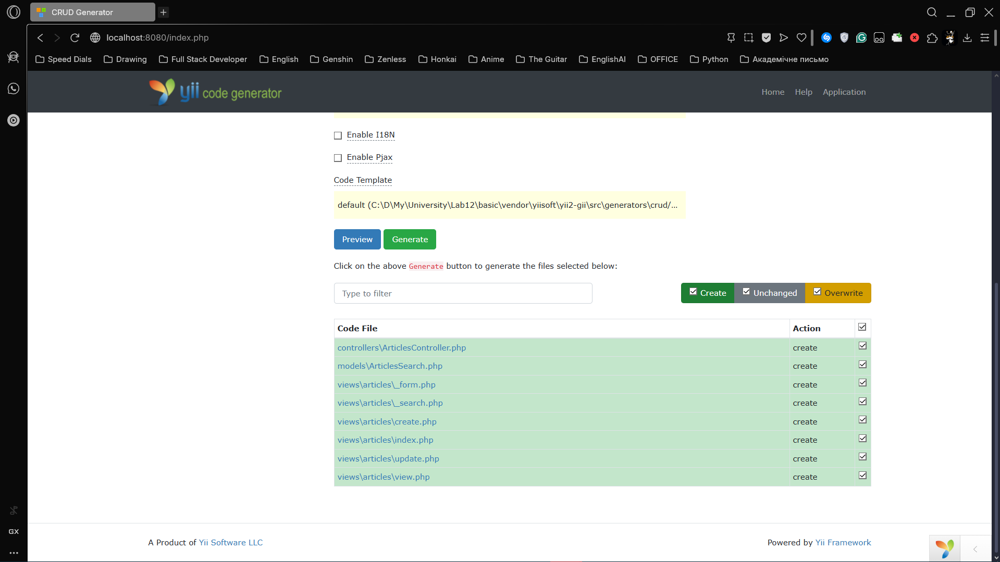 CRUD Generator
localhost:8080/index.php
Speed Dials Drawing Full Stack Developer English Genshin Zenless Honkai Anime The Guitar EnglishAI OFFICE Python Академічне письмо
yii code generator
Home Help Application
Enable I18N
Enable Pjax
Code Template
default (C:\D\My\University\Lab12\basic\vendor\yiisoft\yii2-gii\src\generators\crud/...
Preview Generate
Click on the above Generate button to generate the files selected below:
Type to filter
Create Unchanged Overwrite
Code File Action
controllers\ArticlesController.php create
models\ArticlesSearch.php create
views\articles\_form.php create
views\articles\_search.php create
views\articles\create.php create
views\articles\index.php create
views\articles\update.php create
views\articles\view.php create
GX
A Product of Yii Software LLC
Powered by Yii Framework